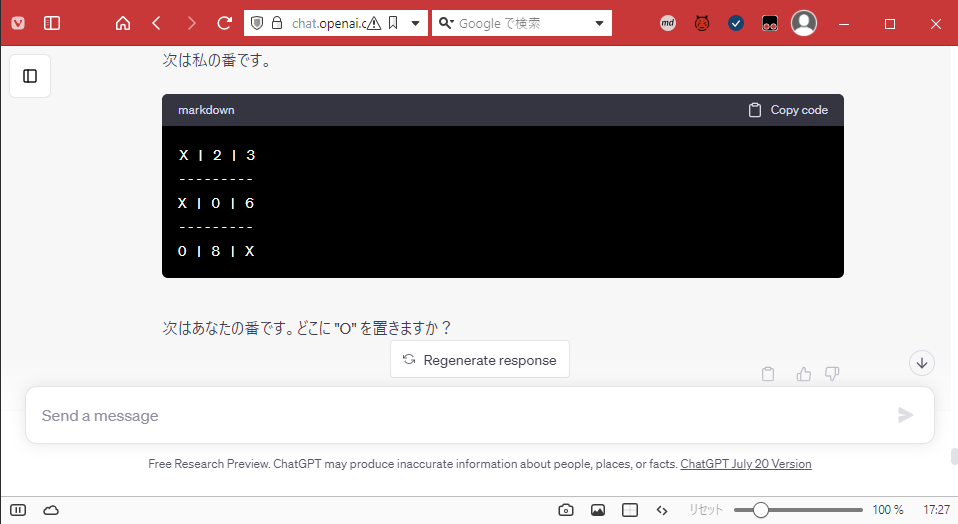 chat.openai.c
Google で検索
md
次は私の番です。
markdown
Copy code
X | 2 | 3
---------
X | O | 6
---------
O | 8 | X
次はあなたの番です。どこに "O" を置きますか？
Regenerate response
Send a message
Free Research Preview. ChatGPT may produce inaccurate information about people, places, or facts. ChatGPT July 20 Version
リセット
100 %
17:27